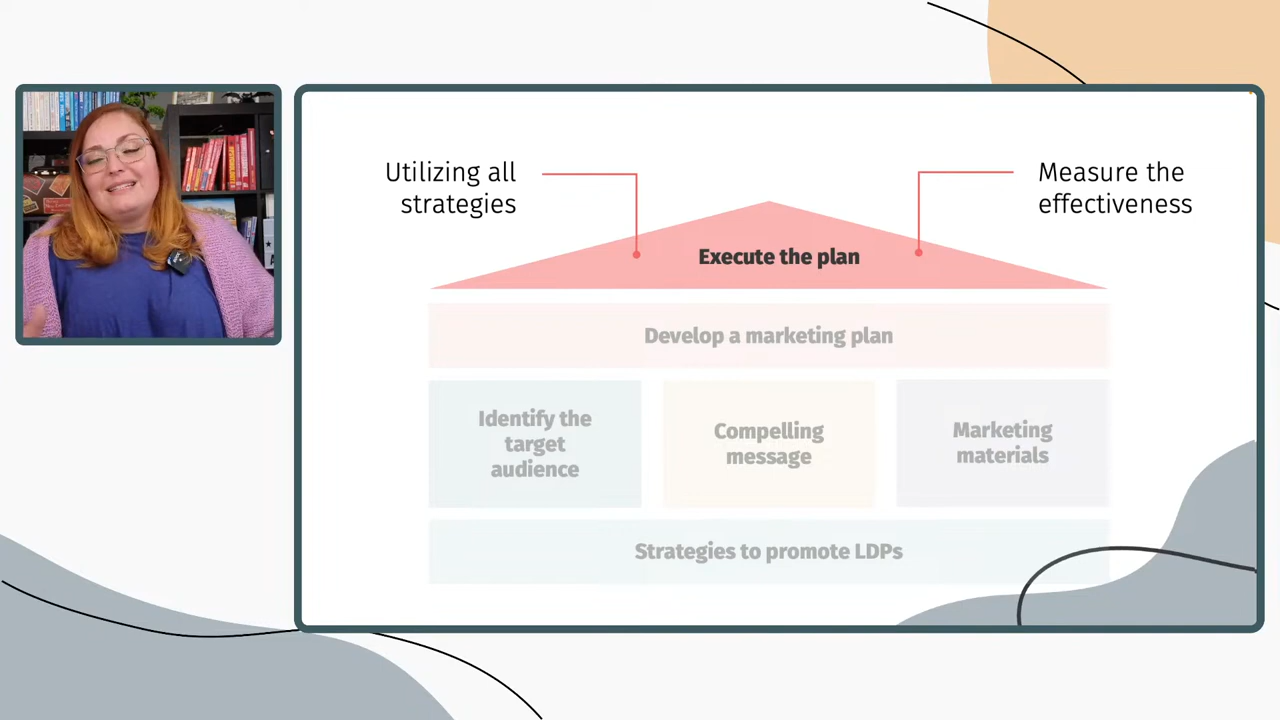 Utilizing all
strategies
Measure the
effectiveness
Execute the plan
Develop a marketing plan
Identify the
target
audience
Compelling
message
Marketing
materials
Strategies to promote LDPs